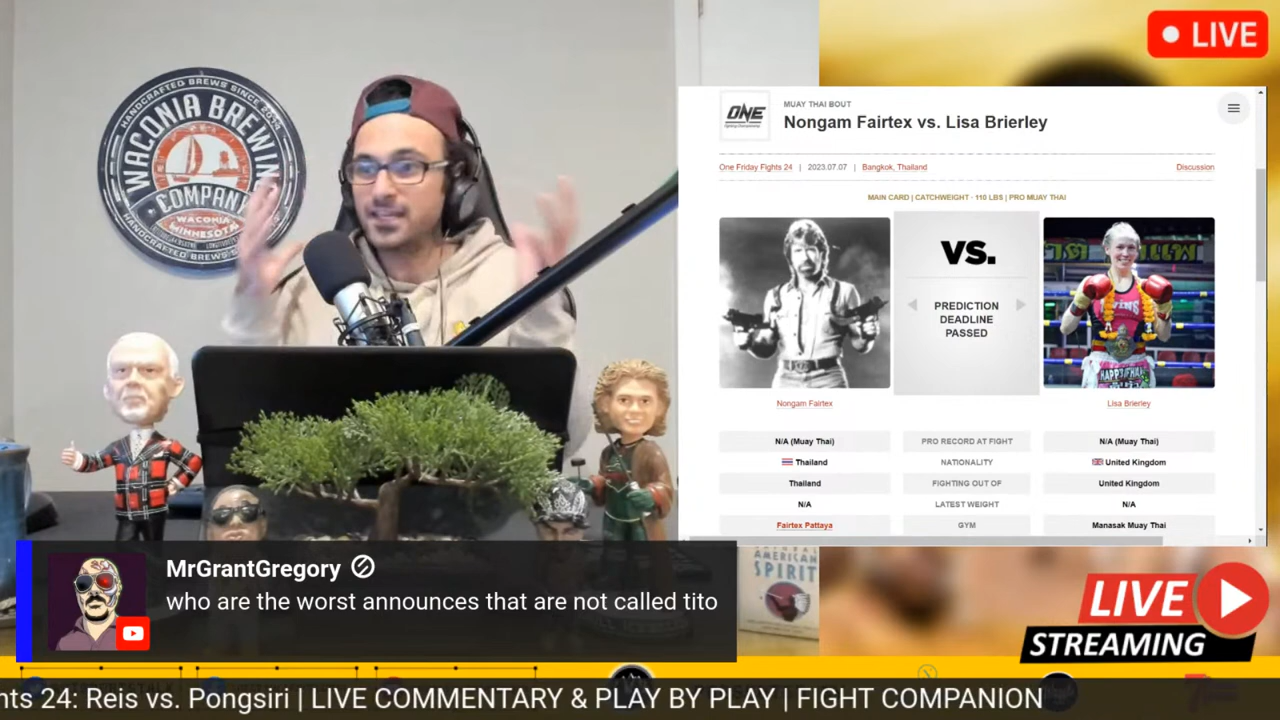 LIVE
HANDCRAFTED BREWS SINCE 2014
WACONIA BREWING
COMPANY
WACONIA
MINNESOTA
HANDCRAFTED BREWS
ONE
MUAY THAI BOUT
Nongam Fairtex vs. Lisa Brierley
One Friday Fights 24 | 2023.07.07 | Bangkok, Thailand
Discussion
MAIN CARD | CATCHWEIGHT · 110 LBS | PRO MUAY THAI
VS.
PREDICTION
DEADLINE
PASSED
Nongam Fairtex
Lisa Brierley
N/A (Muay Thai) PRO RECORD AT FIGHT N/A (Muay Thai)
Thailand NATIONALITY United Kingdom
Thailand FIGHTING OUT OF United Kingdom
N/A LATEST WEIGHT N/A
Fairtex Pattaya GYM Manasak Muay Thai
MrGrantGregory
who are the worst announces that are not called tito
AMERICAN
SPIRIT
LIVE
STREAMING
hts 24: Reis vs. Pongsiri | LIVE COMMENTARY & PLAY BY PLAY | FIGHT COMPANION